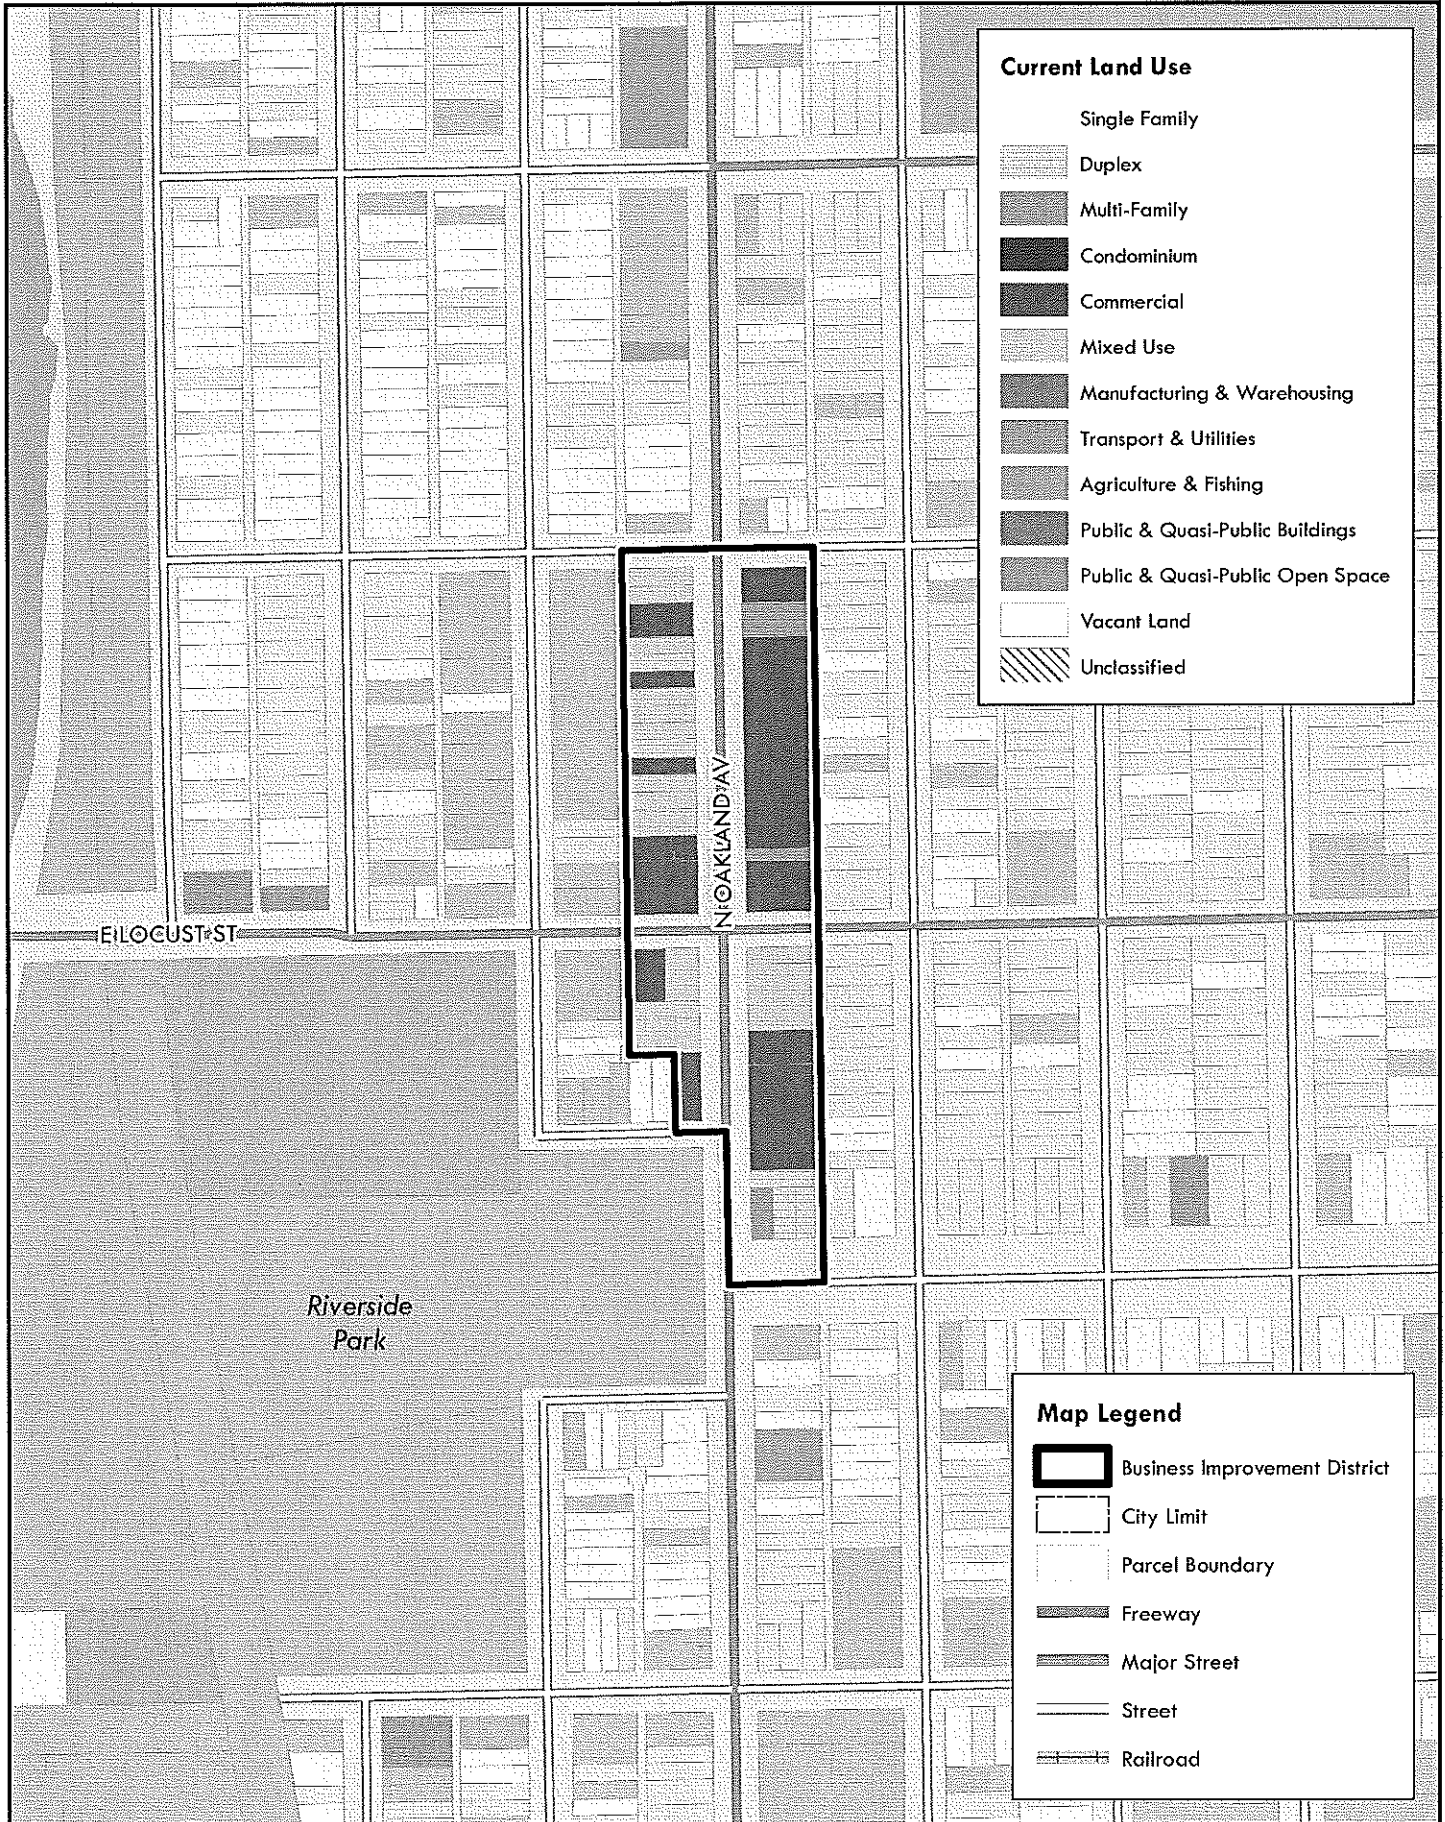 Current Land Use
Single Family
Duplex
Multi-Family
Condominium
Commercial
Mixed Use
Manufacturing & Warehousing
Transport & Utilities
Agriculture & Fishing
Public & Quasi-Public Buildings
Public & Quasi-Public Open Space
Vacant Land
Unclassified
N OAKLAND AV
E LOCUST ST
Riverside
Park
Map Legend
Business Improvement District
City Limit
Parcel Boundary
Freeway
Major Street
Street
Railroad